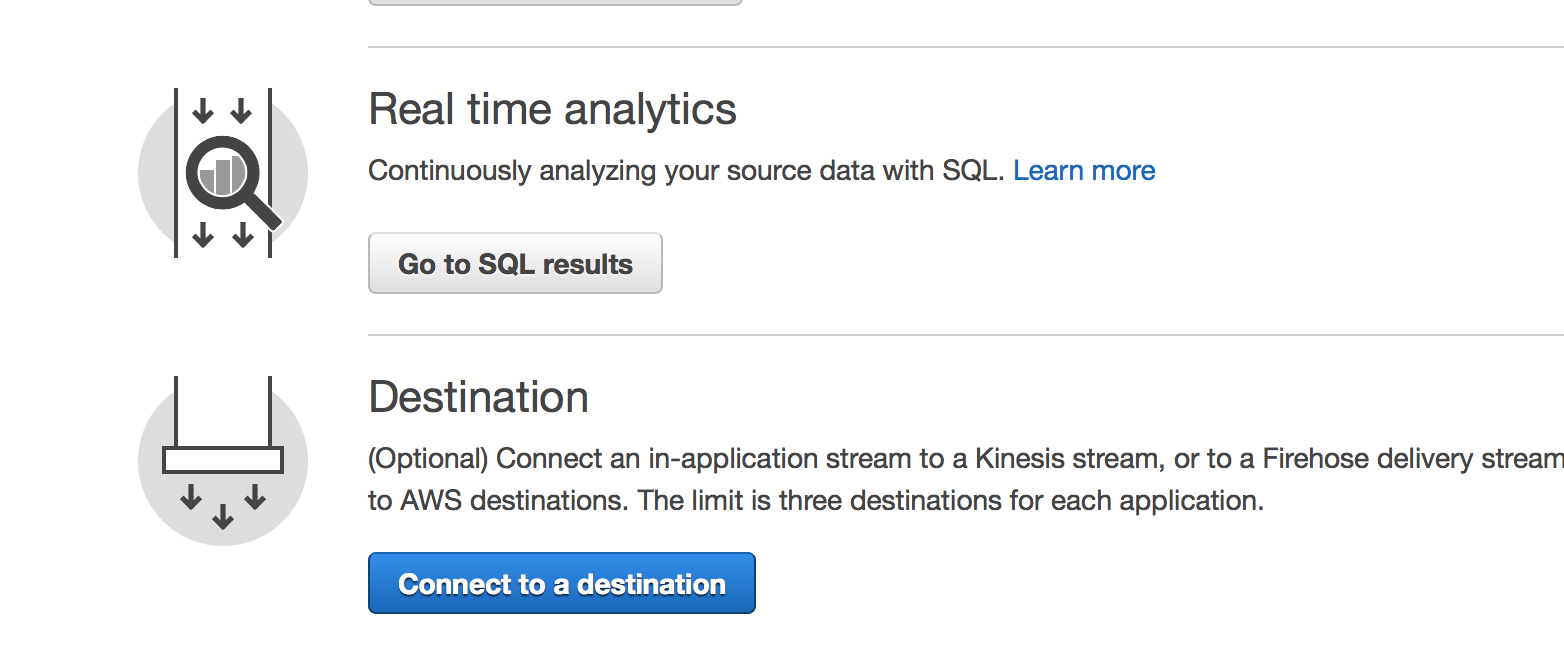 Real time analytics
Continuously analyzing your source data with SQL. Learn more
Go to SQL results
Destination
(Optional) Connect an in-application stream to a Kinesis stream, or to a Firehose delivery stream
to AWS destinations. The limit is three destinations for each application.
Connect to a destination